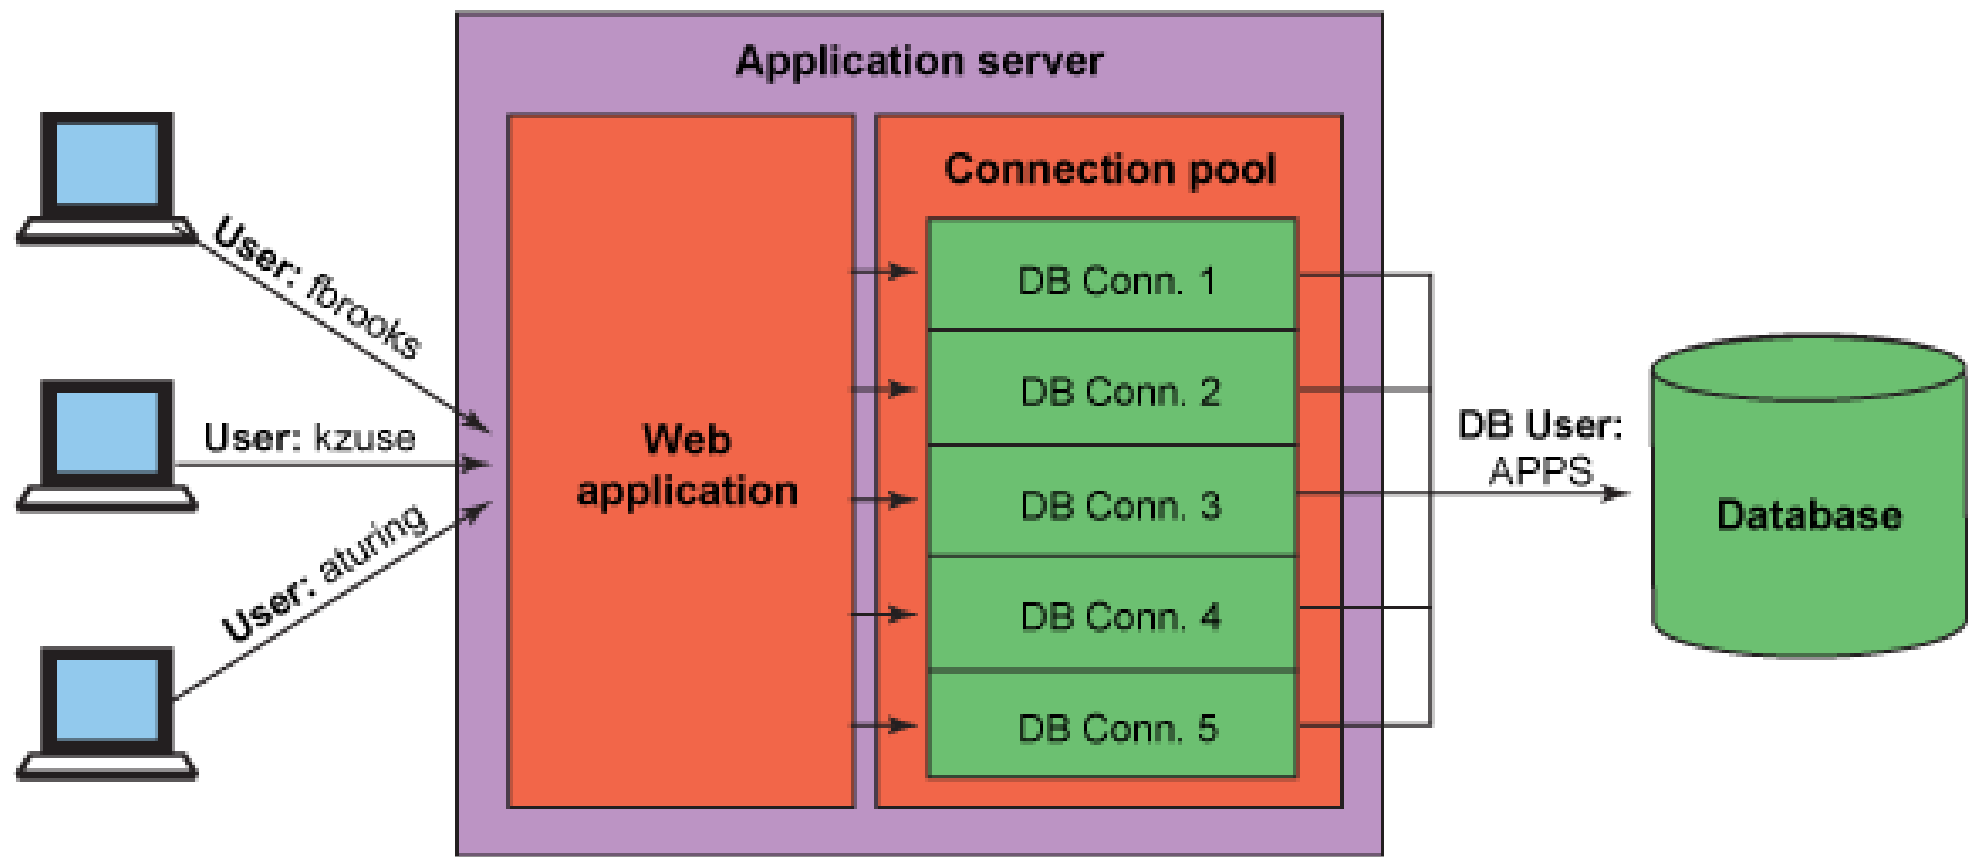 Application server
Connection pool
User: fbrooks
User: kzuse
User: aturing
Web
application
DB Conn. 1
DB Conn. 2
DB Conn. 3
DB Conn. 4
DB Conn. 5
DB User:
APPS
Database